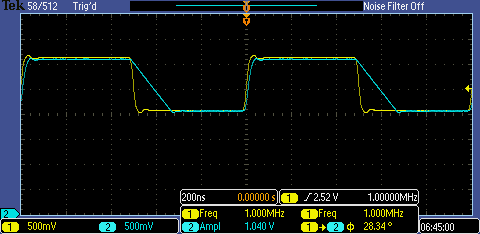 Tek 58/512 Trig'd Noise Filter Off
T
2
200ns 0.00000 s 1 2.52 V 1.00000MHz
1 500mV 2 500mV 1 Freq 1.000MHz 1 Freq 1.000MHz
2 Ampl 1.040 V 1 → 2 ϕ 28.34 °
06:45:00